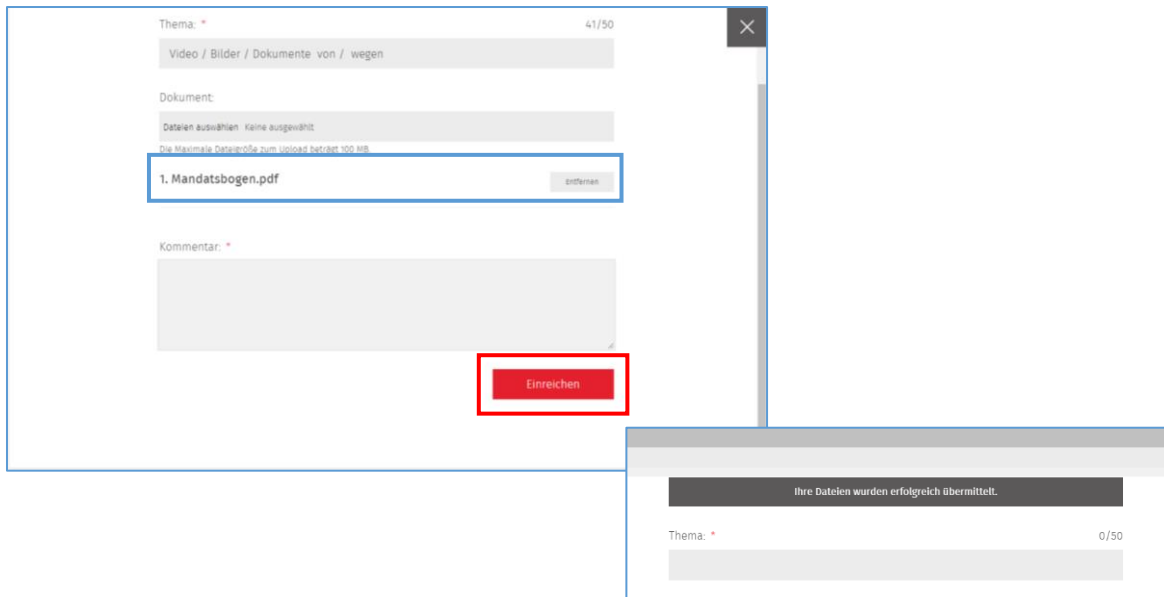 Thema: * 41/50
Video / Bilder / Dokumente von / wegen
Dokument:
Dateien auswählen Keine ausgewählt
Die Maximale Dateigröße zum Upload beträgt 100 MB.
1. Mandatsbogen.pdf Entfernen
Kommentar: *
Einreichen
Ihre Dateien wurden erfolgreich übermittelt.
Thema: * 0/50